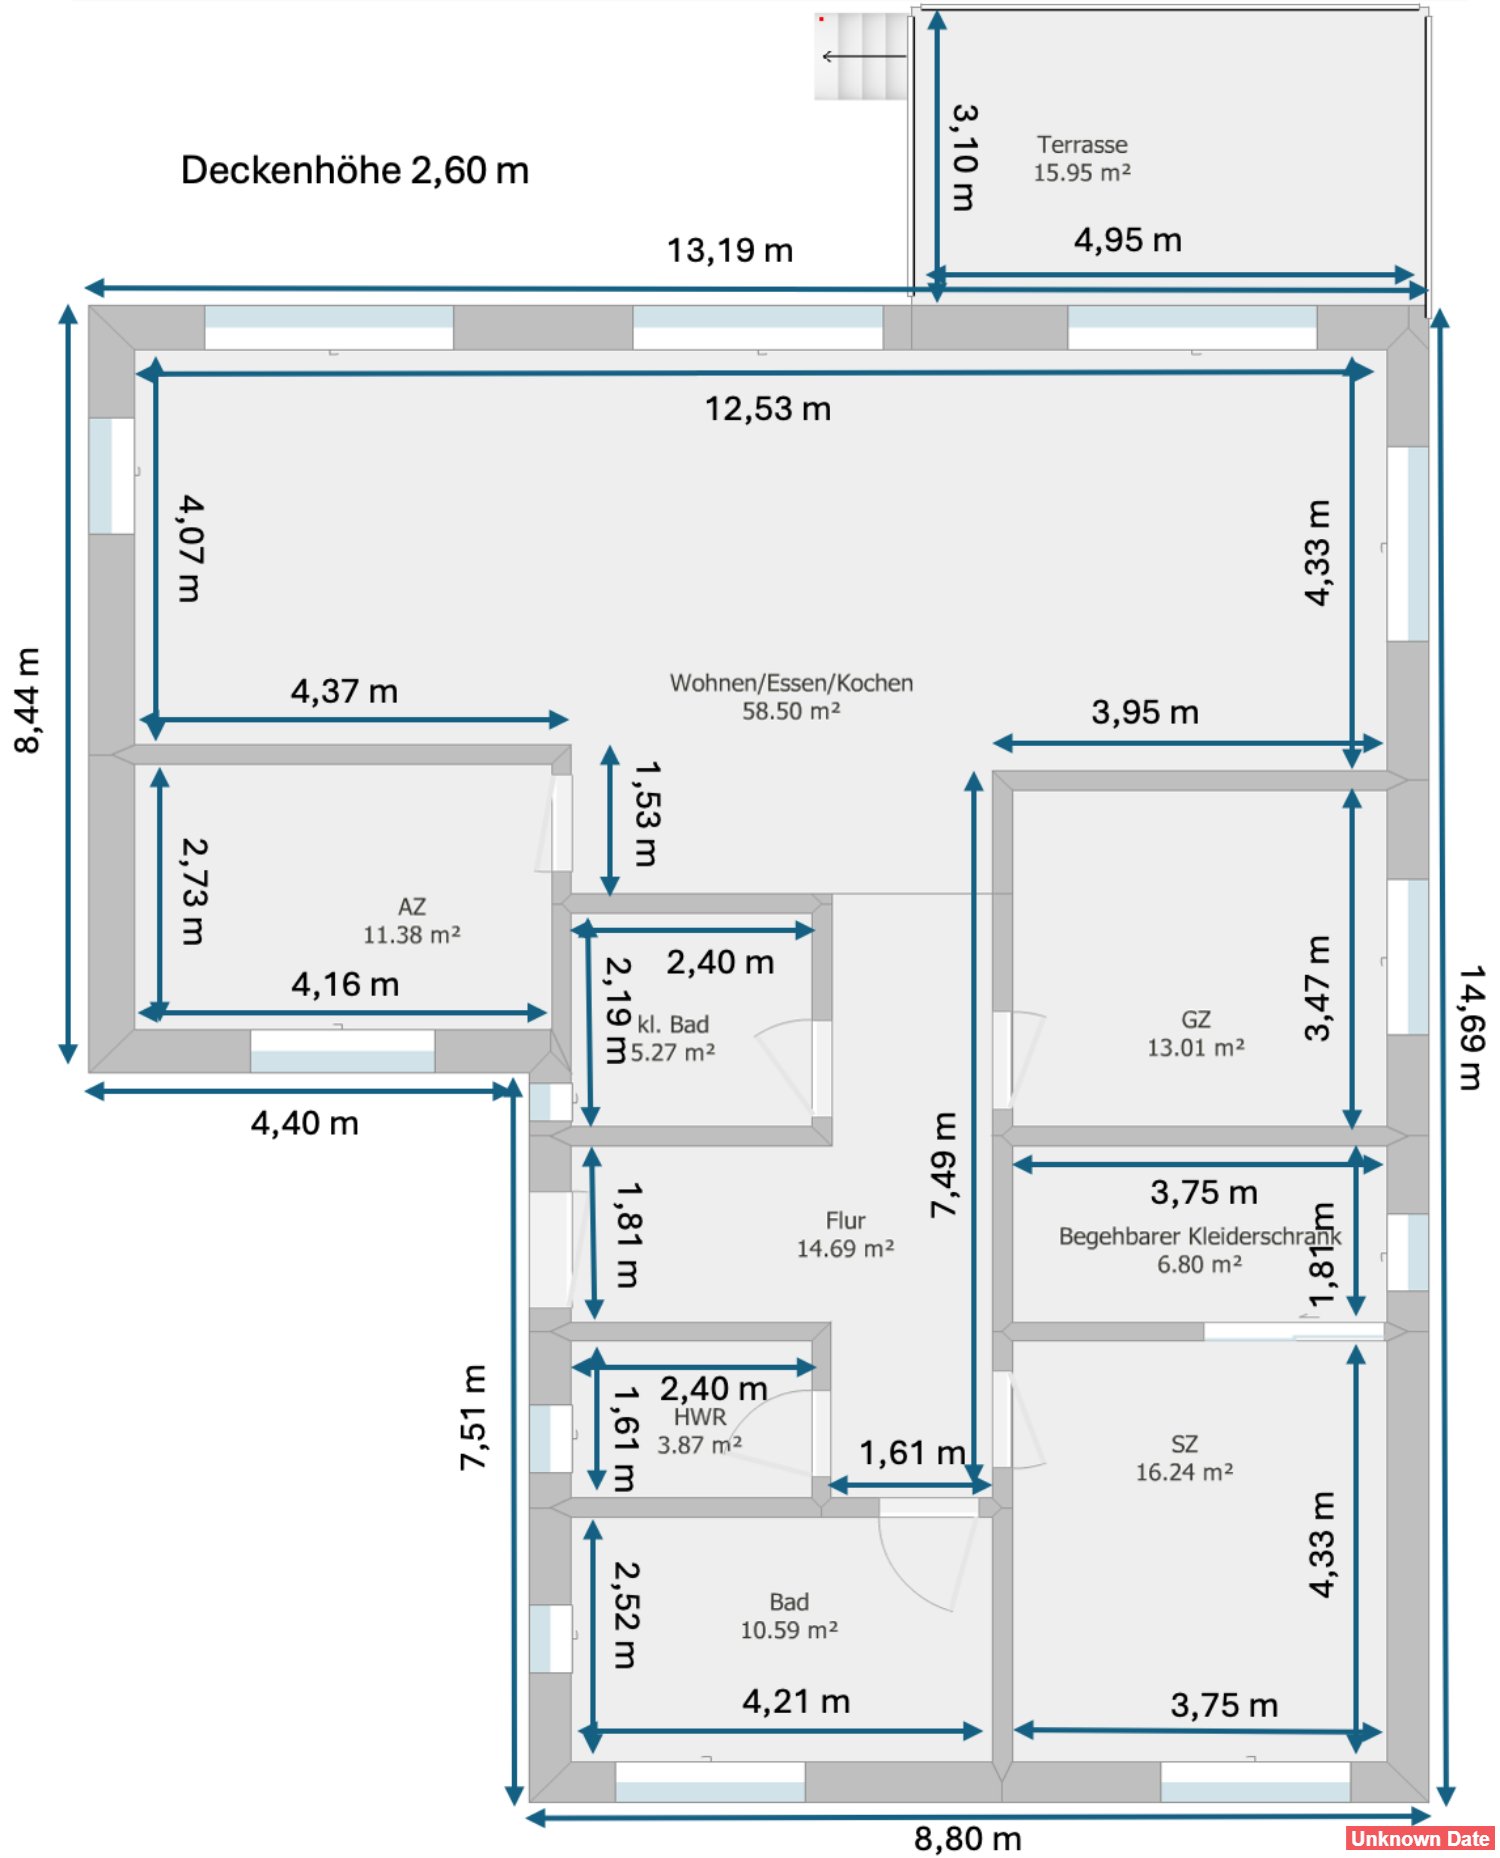 3,10 m
Terrasse
15.95 m²
Deckenhöhe 2,60 m
4,95 m
13,19 m
12,53 m
4,07 m
4,33 m
8,44 m
4,37 m
Wohnen/Essen/Kochen
58.50 m²
3,95 m
1,53 m
2,73 m
AZ
11.38 m²
4,16 m
2,40 m
2,19 m
kl. Bad
5.27 m²
3,47 m
GZ
13.01 m²
14,69 m
4,40 m
7,49 m
3,75 m
1,81 m
Flur
14.69 m²
Begehbarer Kleiderschrank
6.80 m²
1,81 m
7,51 m
2,40 m
1,61 m
HWR
3.87 m²
1,61 m
SZ
16.24 m²
4,33 m
2,52 m
Bad
10.59 m²
4,21 m
3,75 m
8,80 m
Unknown Date